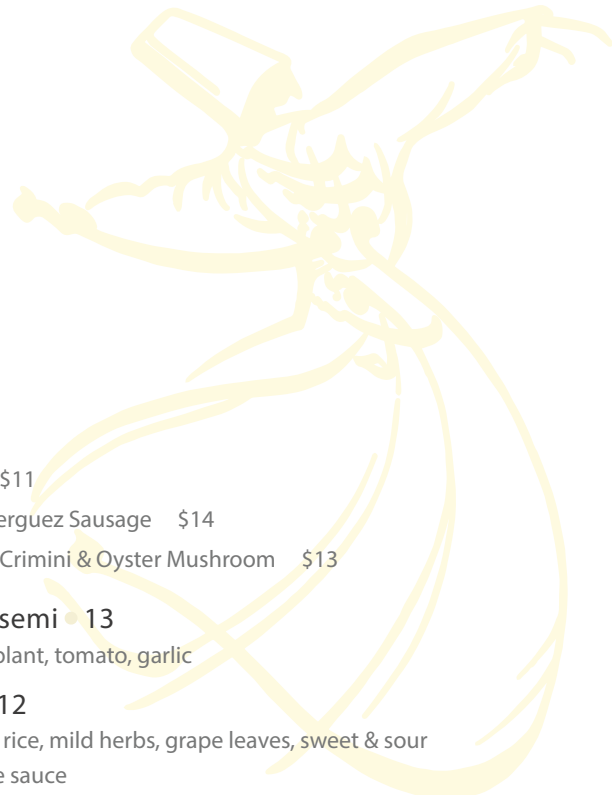 $11
erguez Sausage $14
Crimini & Oyster Mushroom $13
semi • 13
plant, tomato, garlic
12
rice, mild herbs, grape leaves, sweet & sour
e sauce